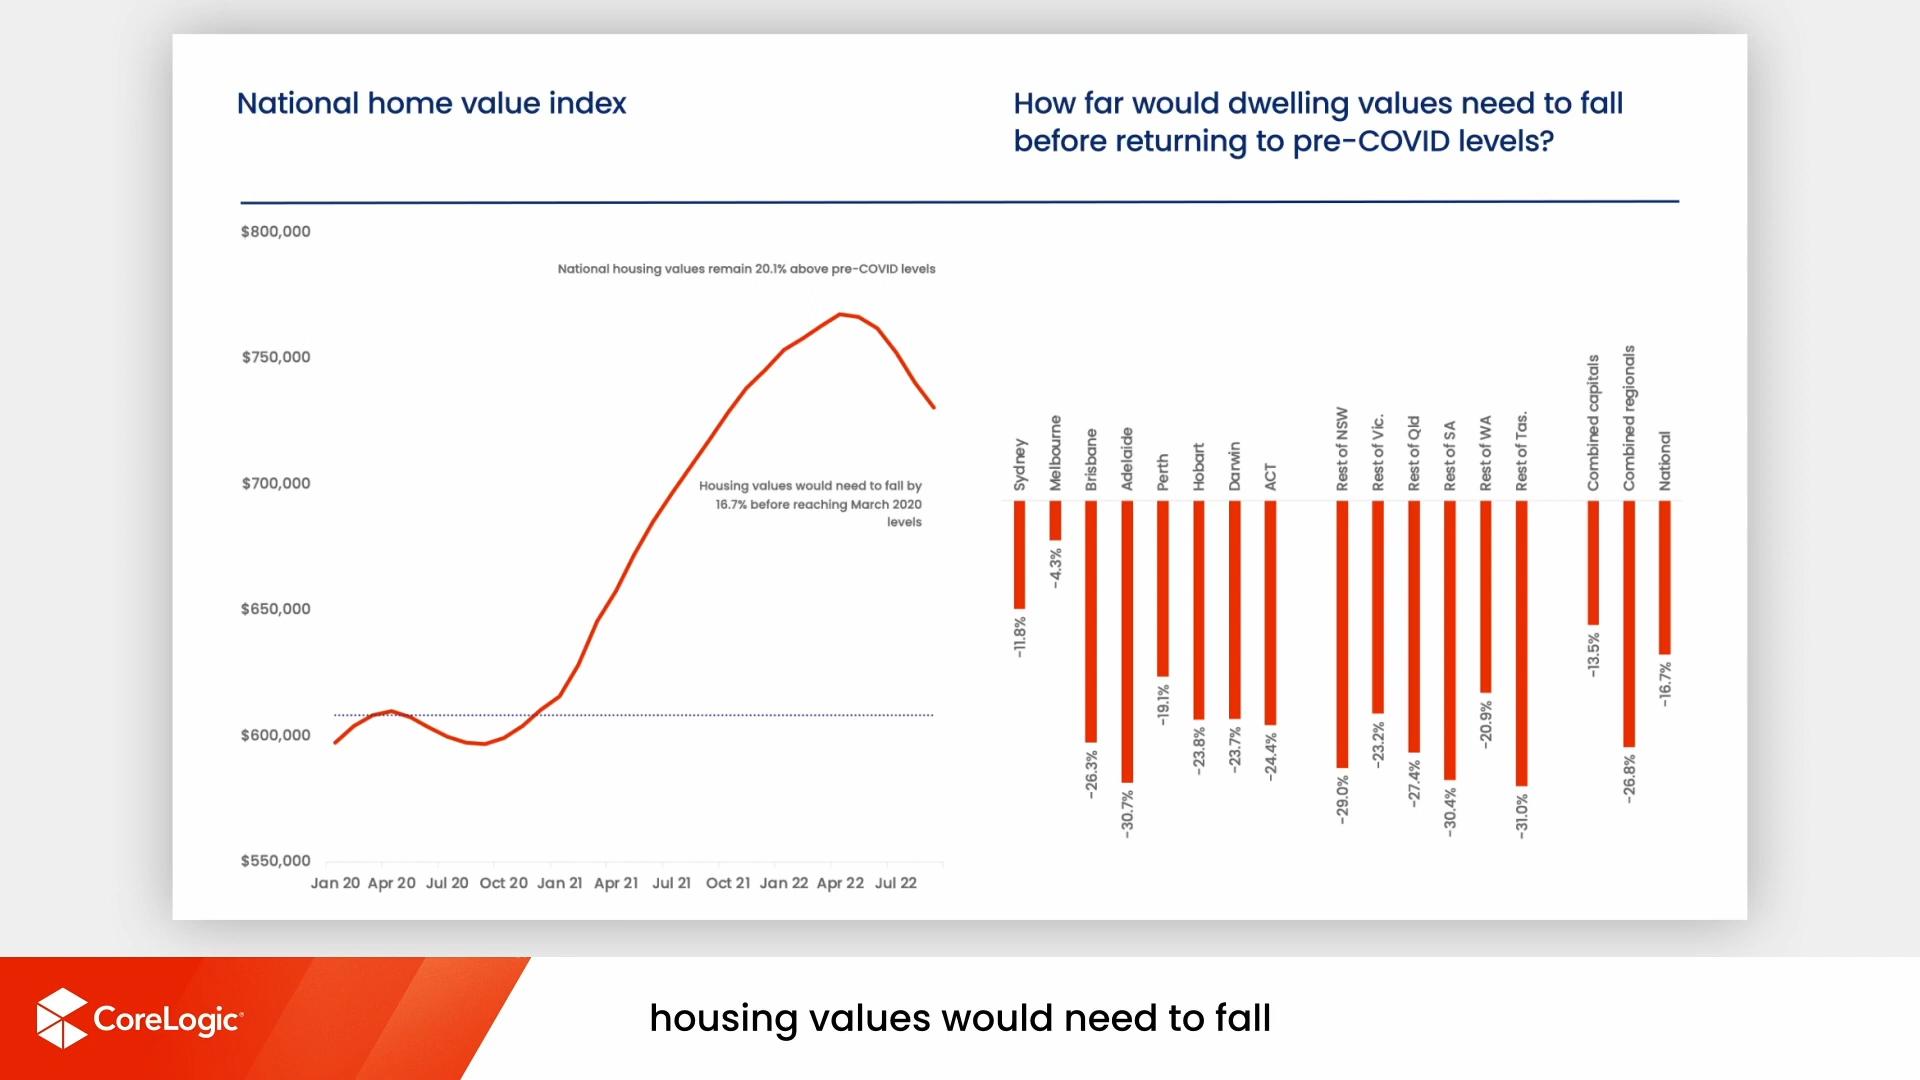 National home value index
How far would dwelling values need to fall
before returning to pre-COVID levels?
$800,000
$750,000
$700,000
$650,000
$600,000
$550,000
National housing values remain 20.1% above pre-COVID levels
Housing values would need to fall by
16.7% before reaching March 2020
levels
Jan 20 Apr 20 Jul 20 Oct 20 Jan 21 Apr 21 Jul 21 Oct 21 Jan 22 Apr 22 Jul 22
Sydney
Melbourne
Brisbane
Adelaide
Perth
Hobart
Darwin
ACT
Rest of NSW
Rest of Vic.
Rest of Qld
Rest of SA
Rest of WA
Rest of Tas.
Combined capitals
Combined regionals
National
-11.8%
-4.3%
-26.3%
-30.7%
-19.1%
-23.8%
-23.7%
-24.4%
-29.0%
-23.2%
-27.4%
-30.4%
-20.9%
-31.0%
-13.5%
-26.8%
-16.7%
CoreLogic
housing values would need to fall